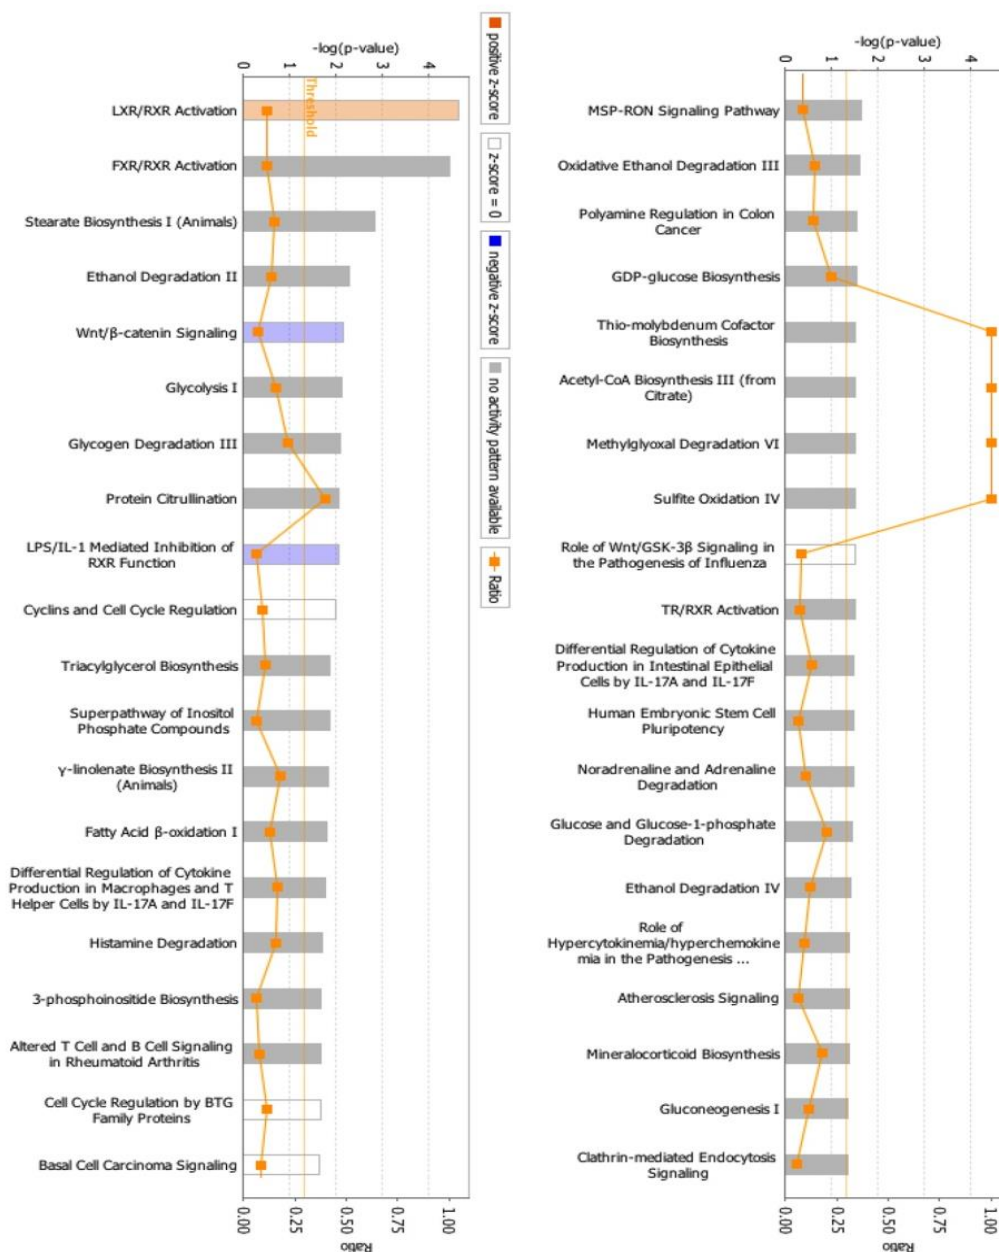 -log(p-value)
0 1 2 3 4
Threshold
LXR/RXR Activation
FXR/RXR Activation
Stearate Biosynthesis I (Animals)
Ethanol Degradation II
Wnt/β-catenin Signaling
Glycolysis I
Glycogen Degradation III
Protein Citrullination
LPS/IL-1 Mediated Inhibition of
RXR Function
Cyclins and Cell Cycle Regulation
Triacylglycerol Biosynthesis
Superpathway of Inositol
Phosphate Compounds
γ-linolenate Biosynthesis II
(Animals)
Fatty Acid β-oxidation I
Differential Regulation of Cytokine
Production in Macrophages and T
Helper Cells by IL-17A and IL-17F
Histamine Degradation
3-phosphoinositide Biosynthesis
Altered T Cell and B Cell Signaling
in Rheumatoid Arthritis
Cell Cycle Regulation by BTG
Family Proteins
Basal Cell Carcinoma Signaling
0.00 0.25 0.50 0.75 1.00
Ratio
positive z-score
z-score = 0
negative z-score
no activity pattern available
Ratio
-log(p-value)
0 1 2 3 4
MSP-RON Signaling Pathway
Oxidative Ethanol Degradation III
Polyamine Regulation in Colon
Cancer
GDP-glucose Biosynthesis
Thio-molybdenum Cofactor
Biosynthesis
Acetyl-CoA Biosynthesis III (from
Citrate)
Methylglyoxal Degradation VI
Sulfite Oxidation IV
Role of Wnt/GSK-3β Signaling in
the Pathogenesis of Influenza
TR/RXR Activation
Differential Regulation of Cytokine
Production in Intestinal Epithelial
Cells by IL-17A and IL-17F
Human Embryonic Stem Cell
Pluripotency
Noradrenaline and Adrenaline
Degradation
Glucose and Glucose-1-phosphate
Degradation
Ethanol Degradation IV
Role of
Hypercytokinemia/hyperchemokine
mia in the Pathogenesis ...
Atherosclerosis Signaling
Mineralocorticoid Biosynthesis
Gluconeogenesis I
Clathrin-mediated Endocytosis
Signaling
0.00 0.25 0.50 0.75 1.00
Ratio